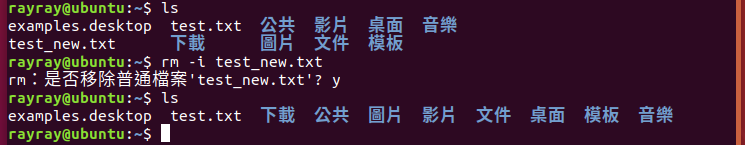 rayray@ubuntu:~$ ls
examples.desktop  test.txt  公共  影片  桌面  音樂
test_new.txt      下載      圖片  文件  模板
rayray@ubuntu:~$ rm -i test_new.txt
rm：是否移除普通檔案'test_new.txt'? y
rayray@ubuntu:~$ ls
examples.desktop  test.txt  下載  公共  圖片  影片  文件  桌面  模板  音樂
rayray@ubuntu:~$